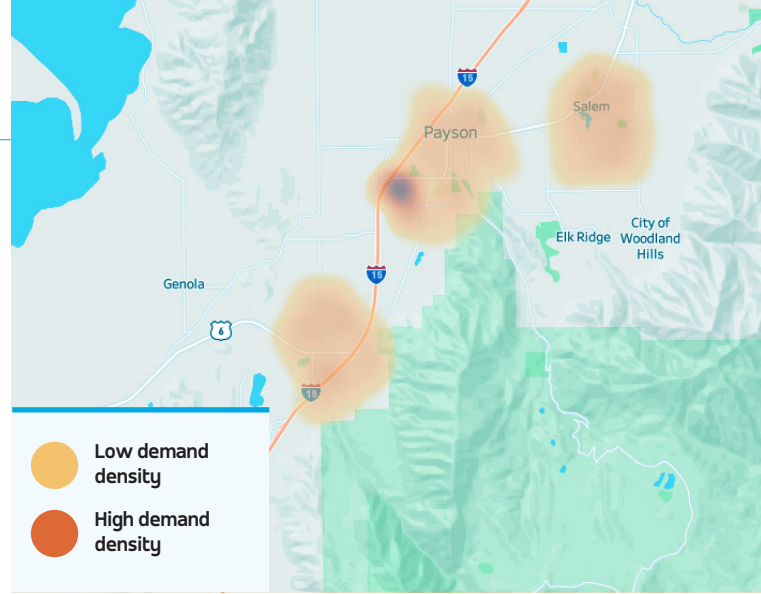 15
Salem
Payson
Elk Ridge
City of
Woodland
Hills
15
Genola
6
15
Low demand
density
High demand
density